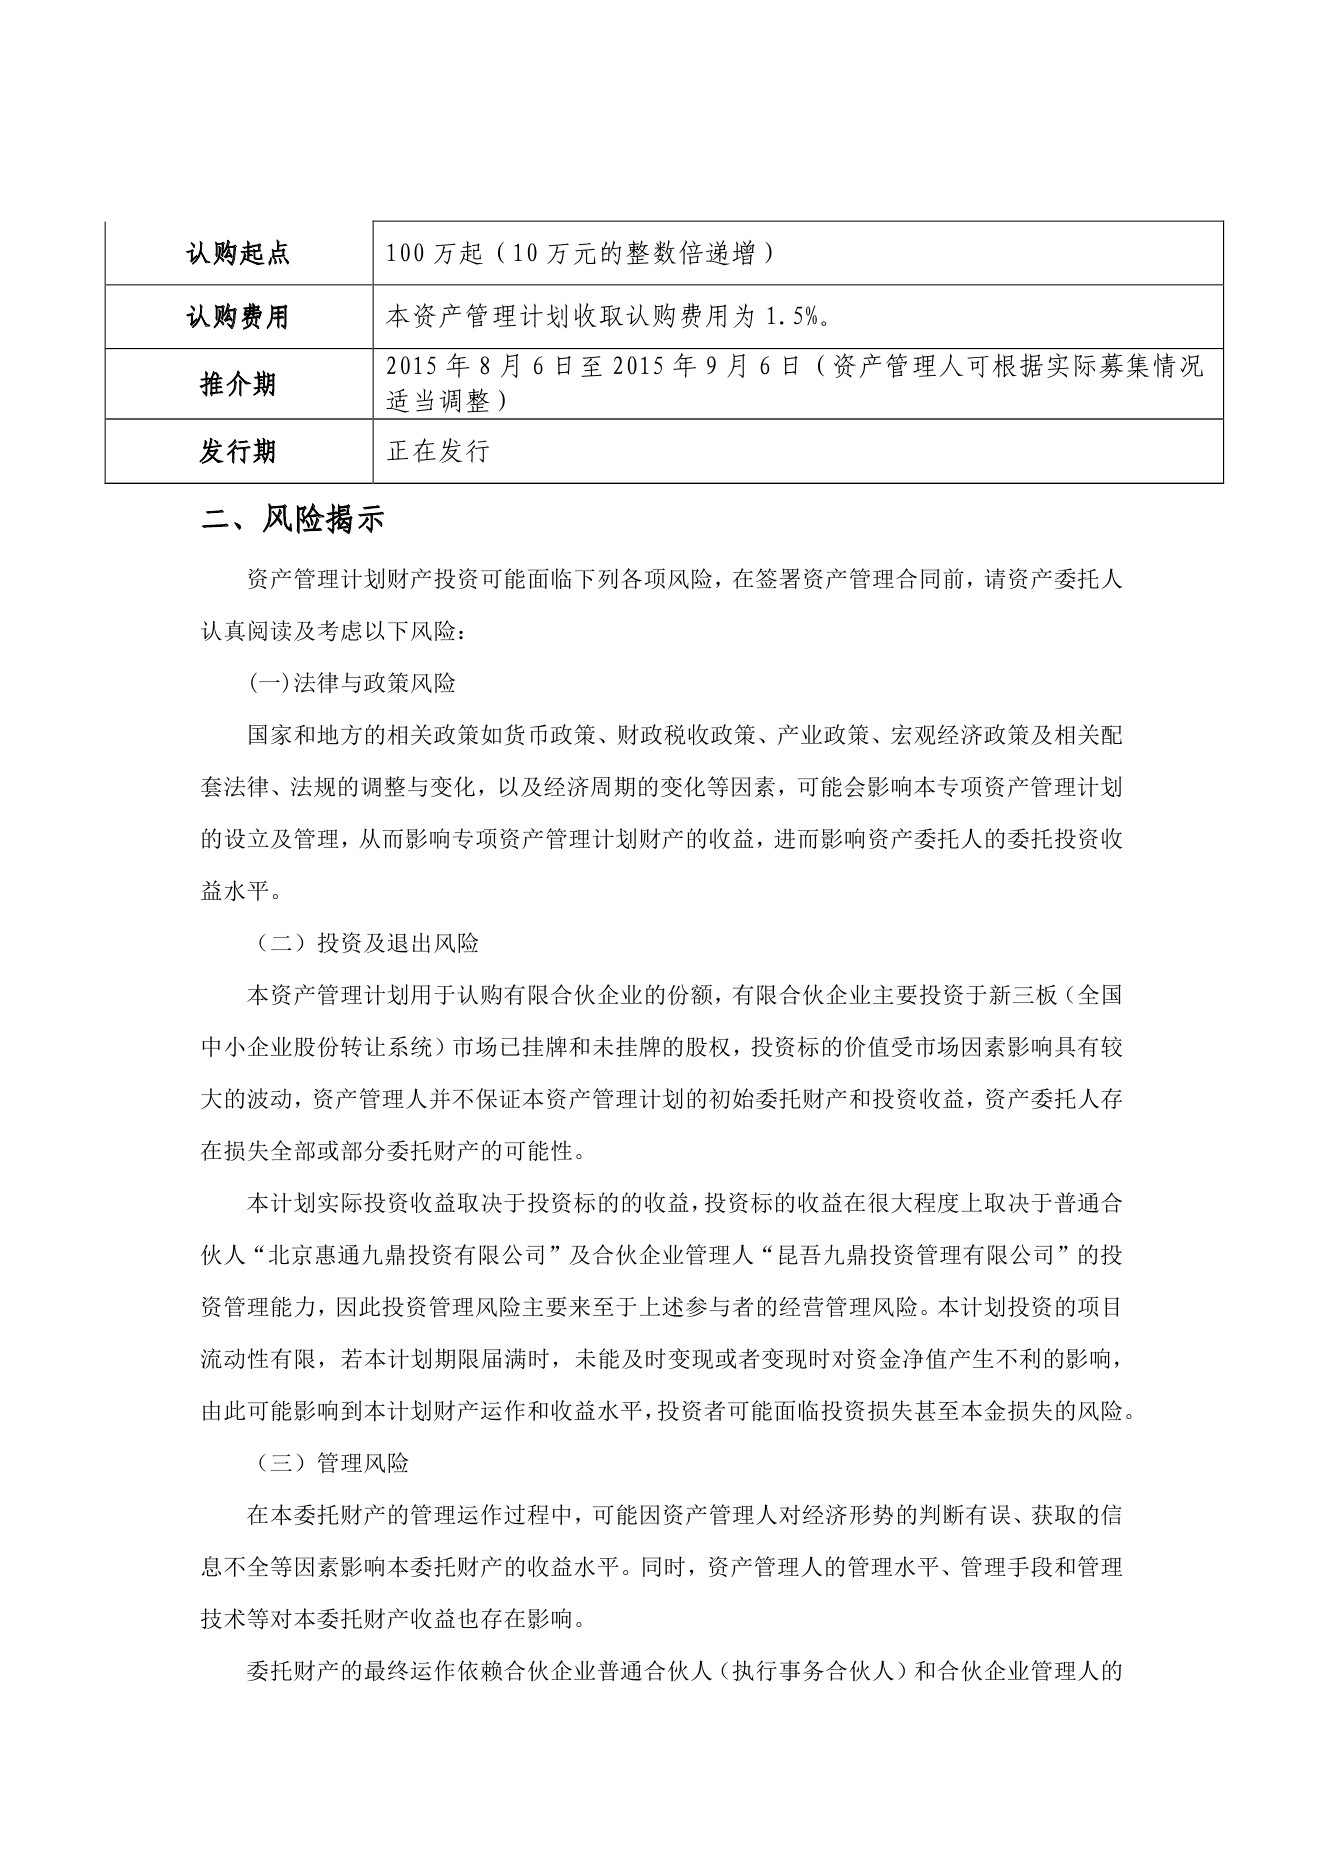 认购起点 100 万起（10 万元的整数倍递增）
认购费用 本资产管理计划收取认购费用为 1.5%。
推介期 2015 年 8 月 6 日至 2015 年 9 月 6 日（资产管理人可根据实际募集情况
适当调整）
发行期 正在发行
二、风险揭示
资产管理计划财产投资可能面临下列各项风险，在签署资产管理合同前，请资产委托人
认真阅读及考虑以下风险：
(一)法律与政策风险
国家和地方的相关政策如货币政策、财政税收政策、产业政策、宏观经济政策及相关配
套法律、法规的调整与变化，以及经济周期的变化等因素，可能会影响本专项资产管理计划
的设立及管理，从而影响专项资产管理计划财产的收益，进而影响资产委托人的委托投资收
益水平。
（二）投资及退出风险
本资产管理计划用于认购有限合伙企业的份额，有限合伙企业主要投资于新三板（全国
中小企业股份转让系统）市场已挂牌和未挂牌的股权，投资标的价值受市场因素影响具有较
大的波动，资产管理人并不保证本资产管理计划的初始委托财产和投资收益，资产委托人存
在损失全部或部分委托财产的可能性。
本计划实际投资收益取决于投资标的的收益，投资标的收益在很大程度上取决于普通合
伙人“北京惠通九鼎投资有限公司”及合伙企业管理人“昆吾九鼎投资管理有限公司”的投
资管理能力，因此投资管理风险主要来至于上述参与者的经营管理风险。本计划投资的项目
流动性有限，若本计划期限届满时，未能及时变现或者变现时对资金净值产生不利的影响，
由此可能影响到本计划财产运作和收益水平，投资者可能面临投资损失甚至本金损失的风险。
（三）管理风险
在本委托财产的管理运作过程中，可能因资产管理人对经济形势的判断有误、获取的信
息不全等因素影响本委托财产的收益水平。同时，资产管理人的管理水平、管理手段和管理
技术等对本委托财产收益也存在影响。
委托财产的最终运作依赖合伙企业普通合伙人（执行事务合伙人）和合伙企业管理人的